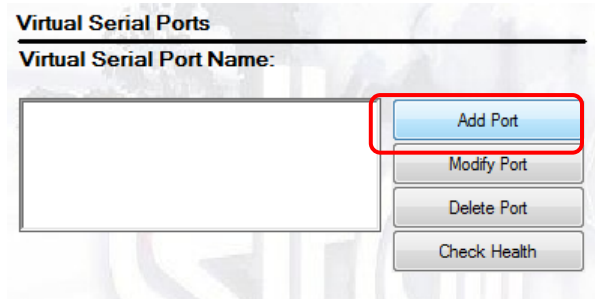 Virtual Serial Ports
Virtual Serial Port Name:
Add Port
Modify Port
Delete Port
Check Health